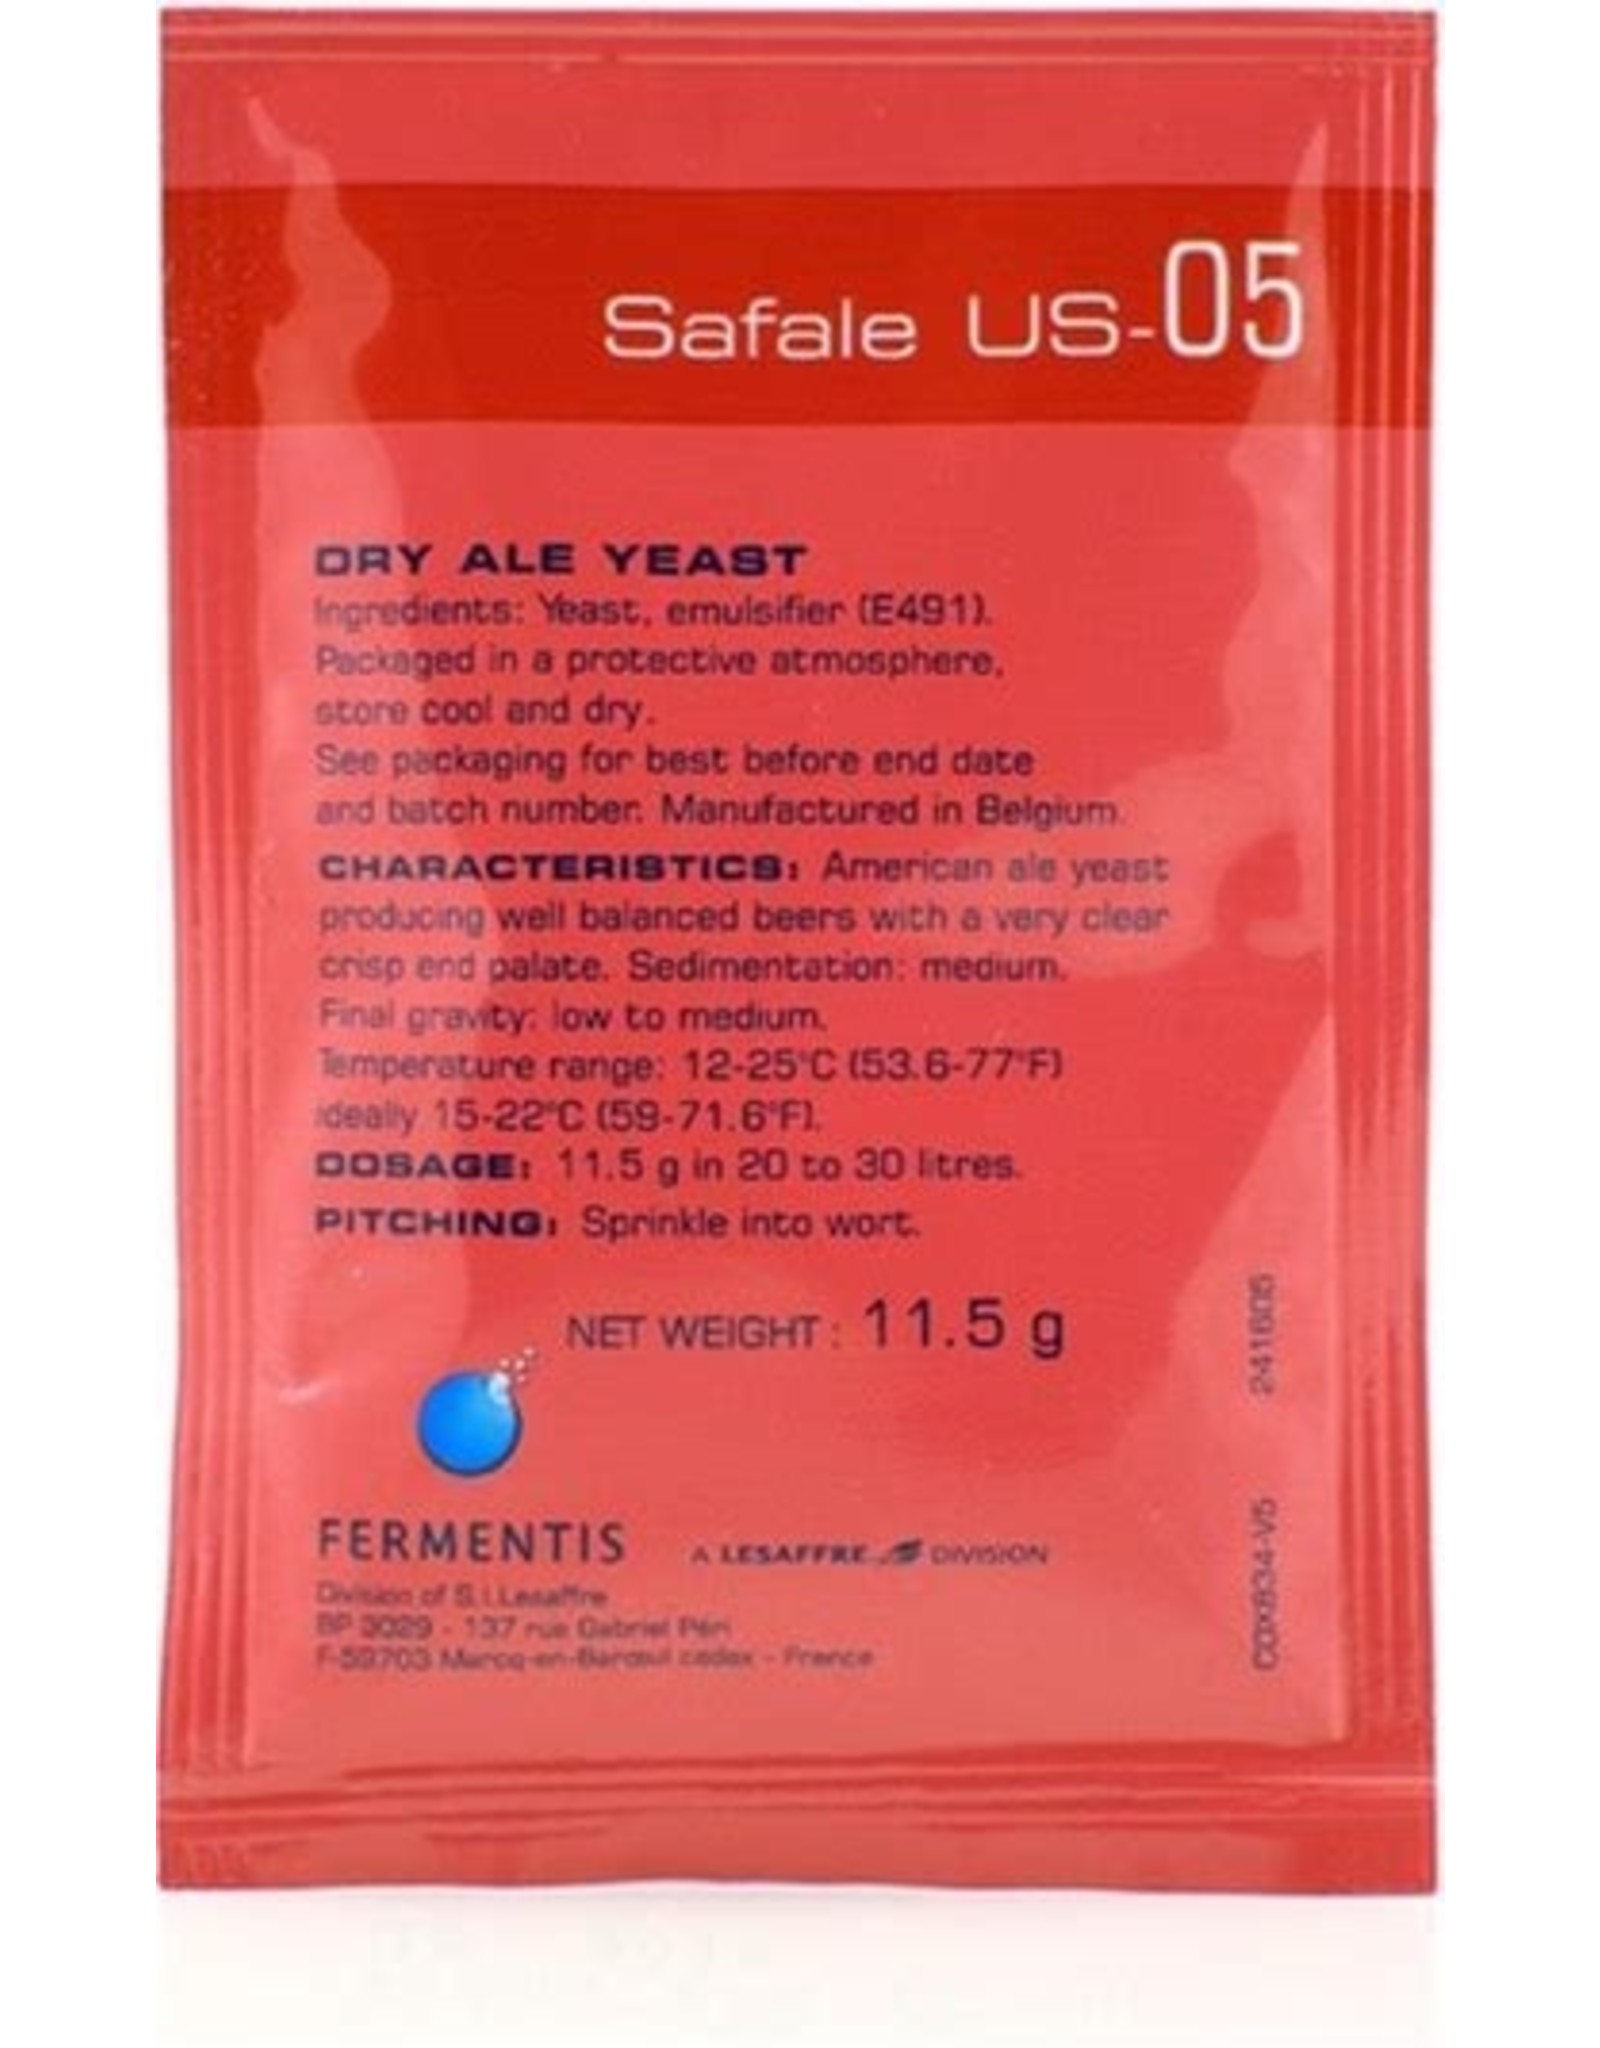 Safale US-05
DRY ALE YEAST
Ingredients: Yeast, emulsifier (E491).
Packaged in a protective atmosphere,
store cool and dry.
See packaging for best before end date
and batch number. Manufactured in Belgium.
CHARACTERISTICS: American ale yeast
producing well balanced beers with a very clear
crisp end palate. Sedimentation: medium.
Final gravity: low to medium.
Temperature range: 12-25°C (53.6-77°F)
ideally 15-22°C (59-71.6°F).
DOSAGE: 11.5 g in 20 to 30 litres.
PITCHING: Sprinkle into wort.
NET WEIGHT : 11.5 g
FERMENTIS
A LESAFFRE DIVISION
Division of S.I.Lesaffre
BP 3029 - 137 rue Gabriel Péri
F-59703 Marcq-en-Barœul cedex - France
COX834-V5 241605